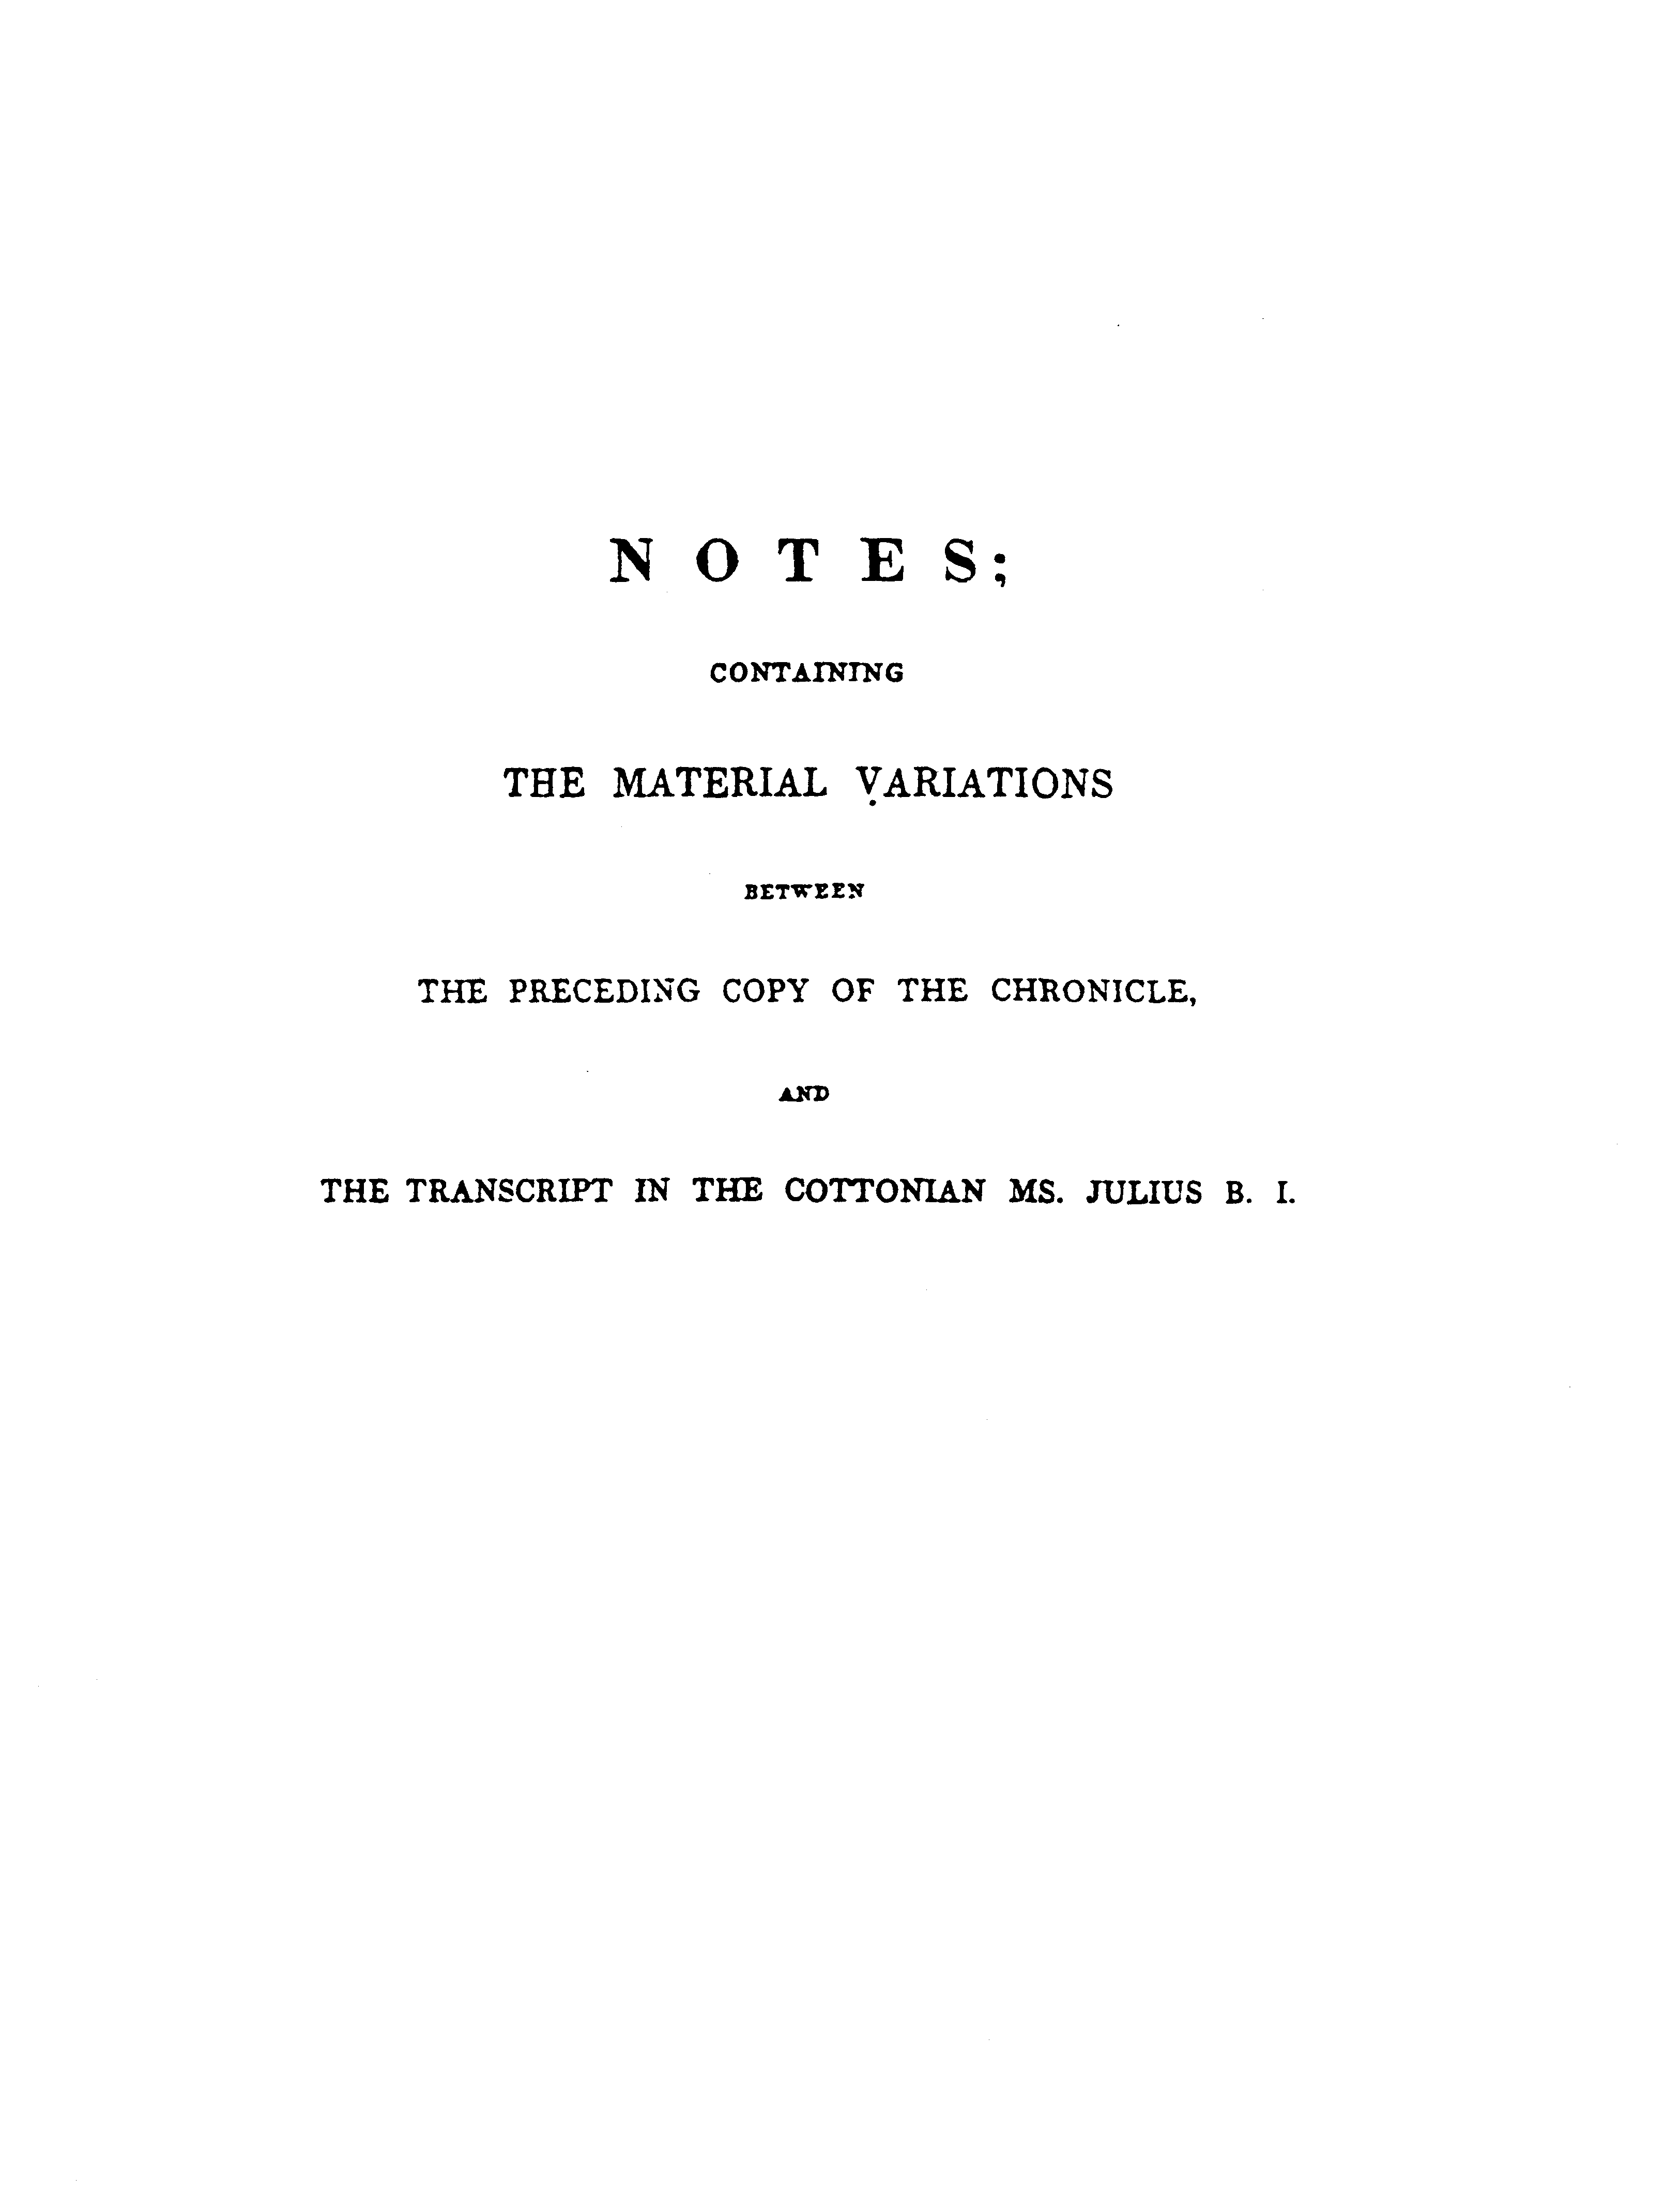 NOTES;
CONTAINING
THE MATERIAL VARIATIONS
BETWEEN
THE PRECEDING COPY OF THE CHRONICLE,
AND
THE TRANSCRIPT IN THE COTTONIAN MS. JULIUS B. I.